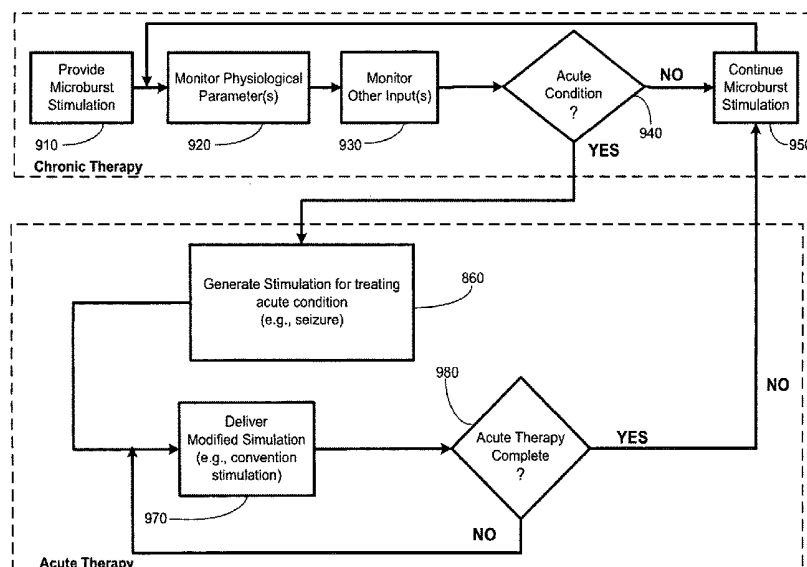 Provide
Microburst
Stimulation
910
Monitor Physiological
Parameter(s)
920
Monitor
Other Input(s)
930
Acute
Condition
?
940
NO
YES
Continue
Microburst
Stimulation
950
Chronic Therapy
Generate Stimulation for treating
acute condition
(e.g., seizure)
860
Deliver
Modified Simulation
(e.g., convention
stimulation)
970
980
Acute Therapy
Complete
?
YES
NO
NO
Acute Therapy